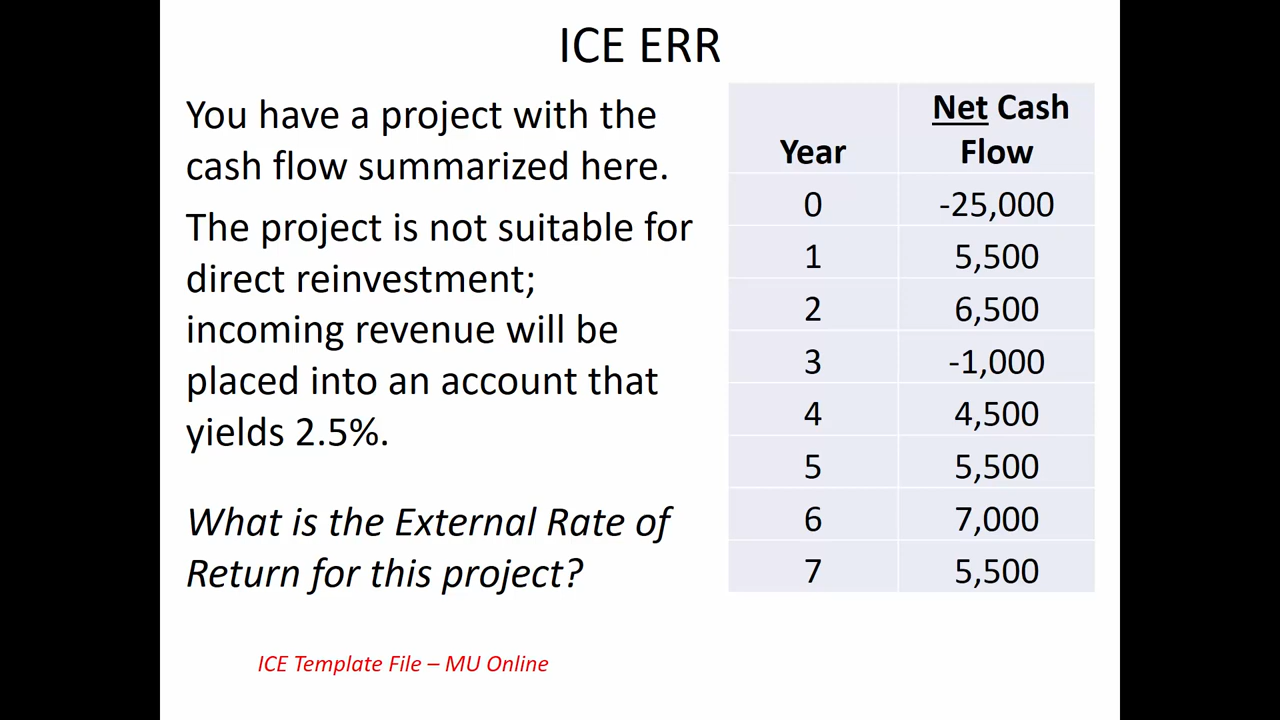 ICE ERR
You have a project with the
cash flow summarized here.
The project is not suitable for
direct reinvestment;
incoming revenue will be
placed into an account that
yields 2.5%.
What is the External Rate of
Return for this project?
ICE Template File – MU Online
Year Net Cash Flow
0 -25,000
1 5,500
2 6,500
3 -1,000
4 4,500
5 5,500
6 7,000
7 5,500